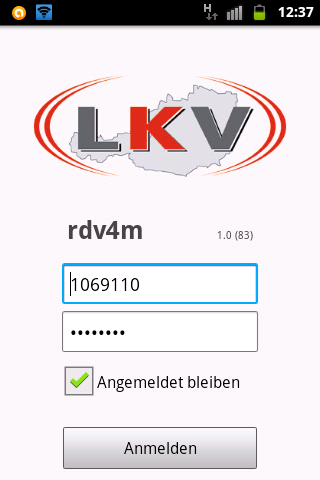 H 12:37
LKV
rdv4m 1.0 (83)
1069110
••••••••
Angemeldet bleiben
Anmelden